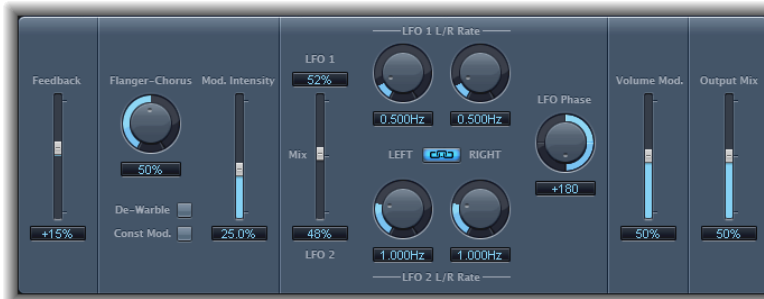 LFO 1 L/R Rate
LFO 1
Feedback
Flanger-Chorus
Mod. Intensity
52%
Volume Mod.
Output Mix
LFO Phase
0.500Hz
0.500Hz
Mix
LEFT
RIGHT
50%
+180
De-Warble
Const Mod.
+15%
25.0%
48%
50%
50%
LFO 2
1.000Hz
1.000Hz
LFO 2 L/R Rate